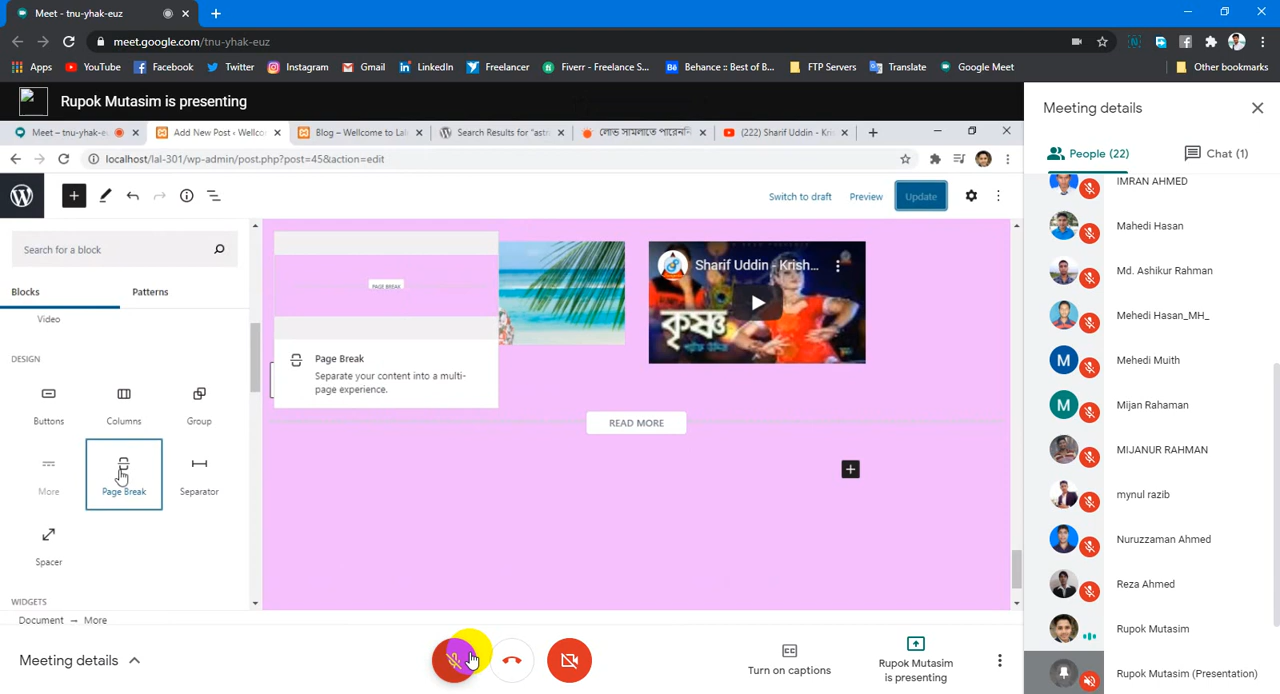 Meet - tnu-yhak-euz
meet.google.com/tnu-yhak-euz
Apps YouTube Facebook Twitter Instagram Gmail LinkedIn Freelancer Fiverr - Freelance S... Behance :: Best of B... FTP Servers Translate Google Meet Other bookmarks
Rupok Mutasim is presenting
Meet – tnu-yhak-eu
Add New Post ‹ Wellco
Blog – Welcome to Lal
Search Results for "astr
লোভ সামলাতে পারেননি
(222) Sharif Uddin - Kris
localhost/lal-301/wp-admin/post.php?post=45&action=edit
Switch to draft Preview Update
Search for a block
Blocks Patterns
Video
DESIGN
Buttons Columns Group
More Page Break Separator
Spacer
WIDGETS
PAGE BREAK
Page Break
Separate your content into a multi-
page experience.
Sharif Uddin - Krish...
কৃষ্ণ
READ MORE
Document → More
Meeting details
Turn on captions
Rupok Mutasim
is presenting
Meeting details
People (22) Chat (1)
IMRAN AHMED
Mahedi Hasan
Md. Ashikur Rahman
Mehedi Hasan_MH_
M Mehedi Muith
M Mijan Rahaman
MIJANUR RAHMAN
mynul razib
Nuruzzaman Ahmed
Reza Ahmed
Rupok Mutasim
Rupok Mutasim (Presentation)